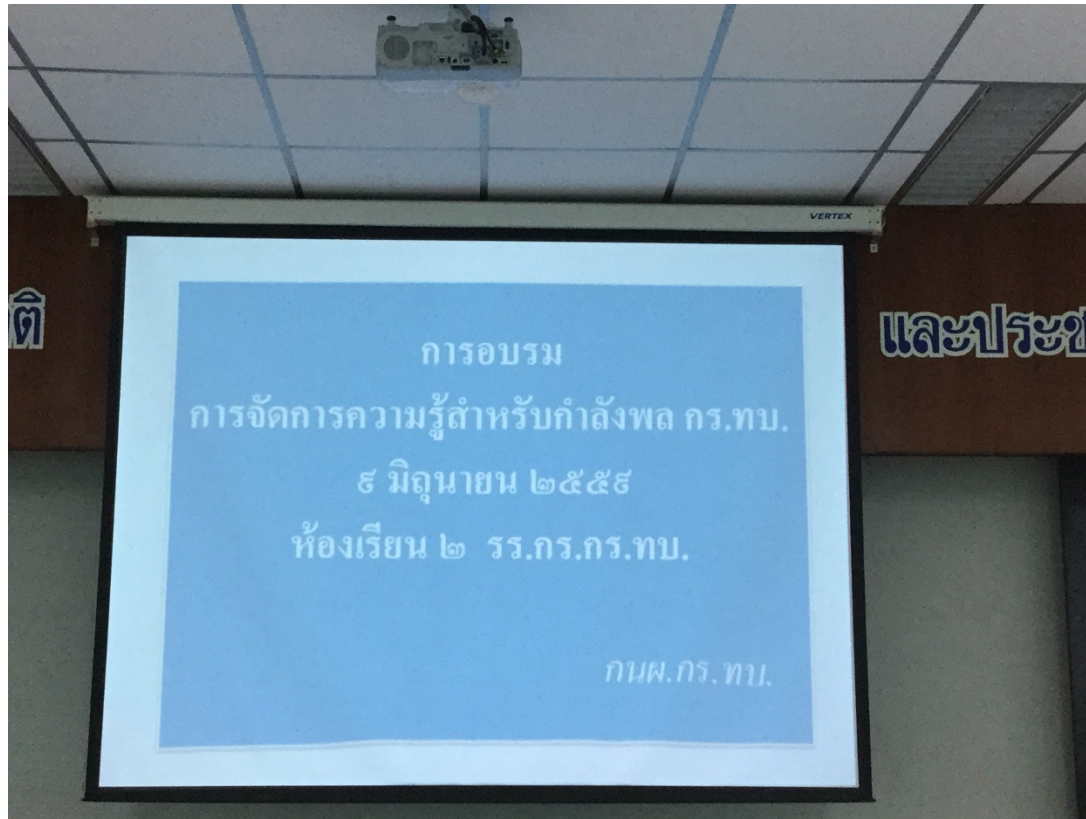 VERTEX
ติ
และประช
การอบรม
การจัดการความรู้สำหรับกำลังพล กร.ทบ.
๙ มิถุนายน ๒๕๕๙
ห้องเรียน ๒ รร.กร.กร.ทบ.
กนผ.กร.ทบ.